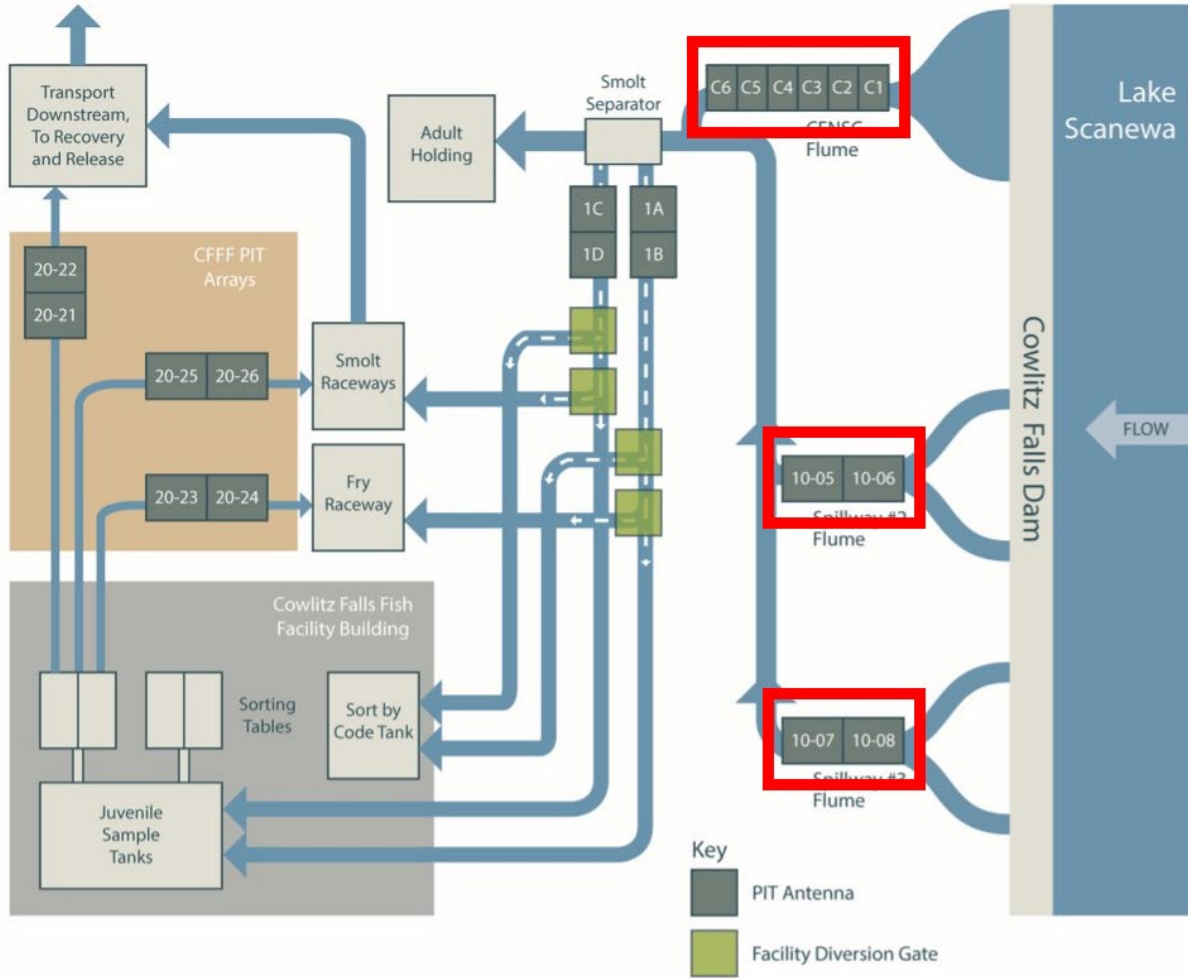 Transport
Downstream,
To Recovery
and Release
Adult
Holding
Smolt
Separator
C6 C5 C4 C3 C2 C1
Flume
Lake
Scanewa
1C 1A
1D 1B
CFFF PIT
Arrays
20-22
20-21
20-25 20-26
Smolt
Raceways
20-23 20-24
Fry
Raceway
10-05 10-06
Spillway #2
Flume
Cowlitz Falls Dam
FLOW
Cowlitz Falls Fish
Facility Building
Sorting
Tables
Sort by
Code Tank
10-07 10-08
Spillway #3
Flume
Juvenile
Sample
Tanks
Key
PIT Antenna
Facility Diversion Gate